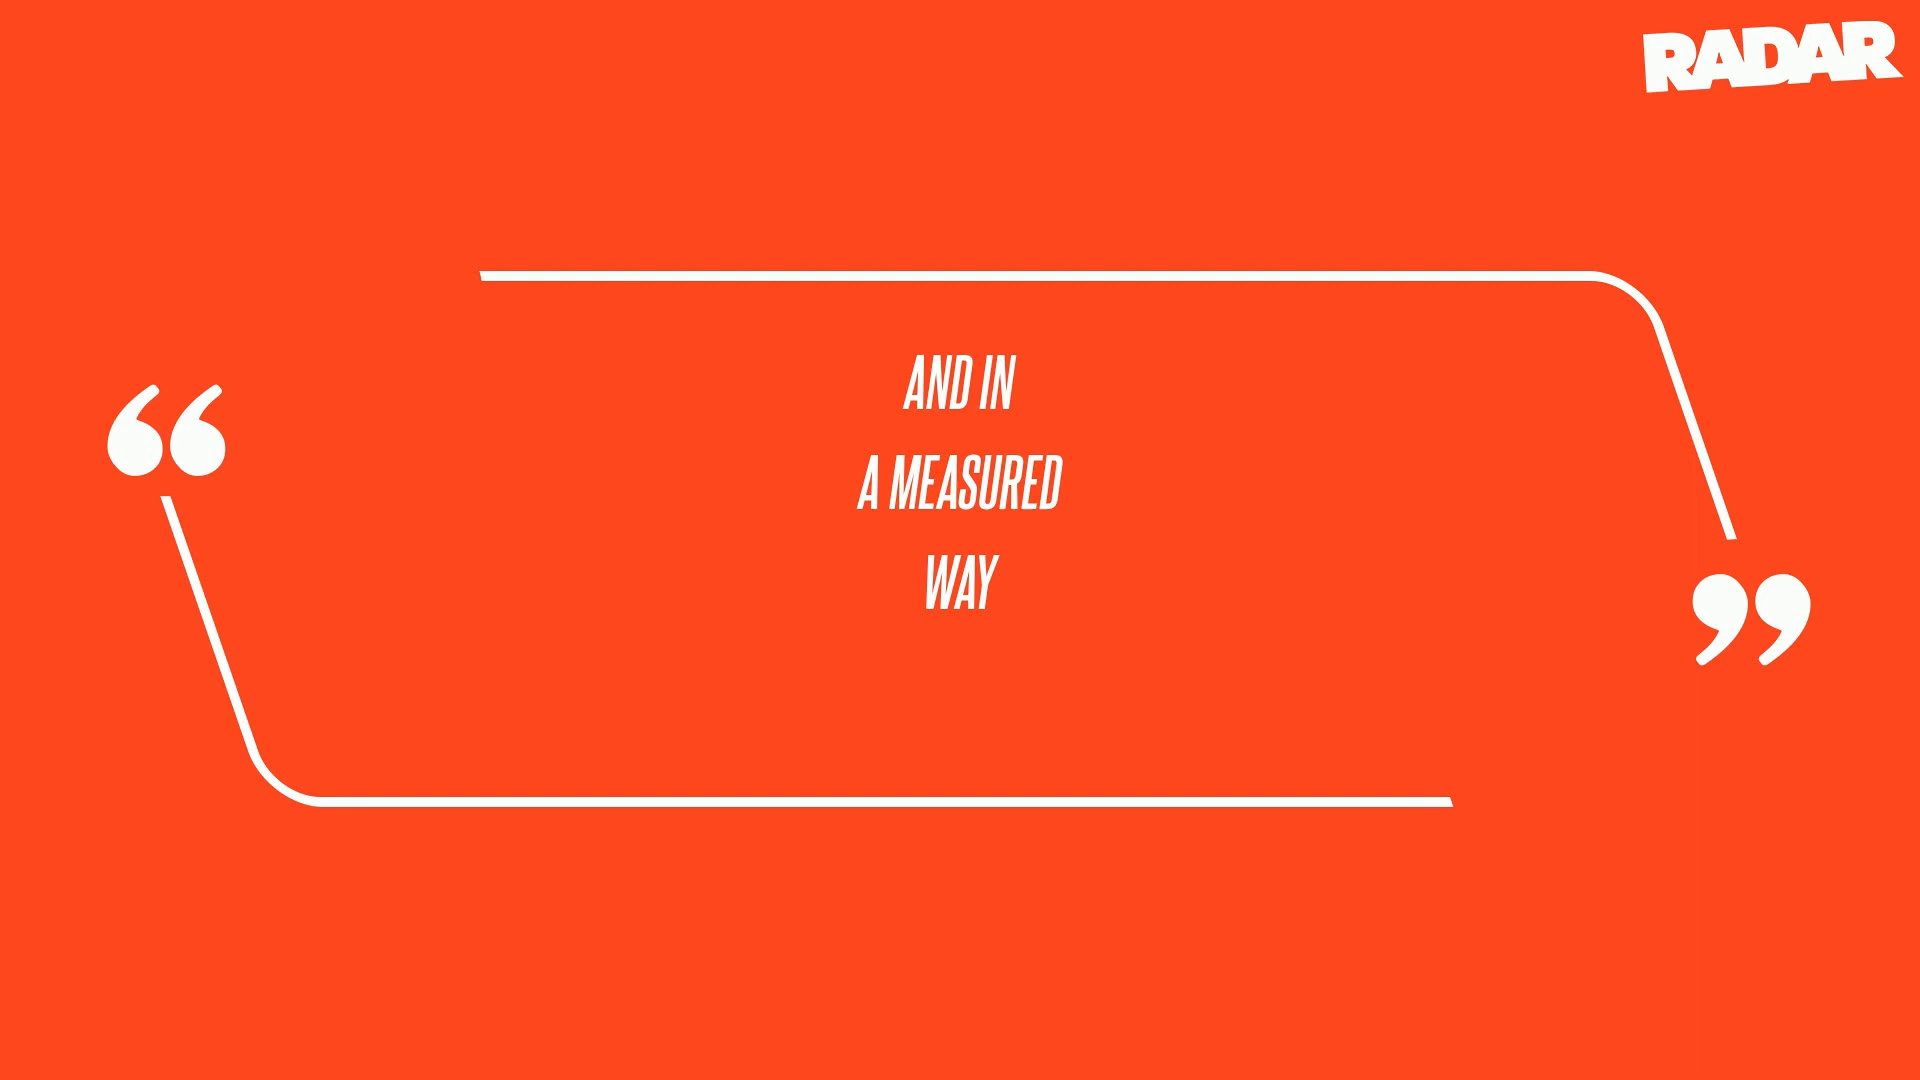 RADAR
“
AND IN
A MEASURED
WAY
”